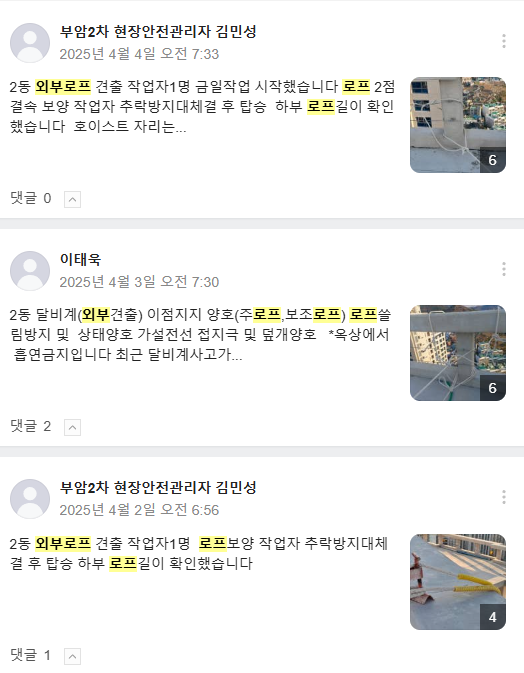 부암2차 현장안전관리자 김민성
2025년 4월 4일 오전 7:33
2동 외부로프 견출 작업자1명 금일작업 시작했습니다 로프 2점
결속 보양 작업자 추락방지대체결 후 탑승  하부 로프길이 확인
했습니다  호이스트 자리는...
6
댓글 0
이태욱
2025년 4월 3일 오전 7:30
2동 달비계(외부견출) 이점지지 양호(주로프,보조로프) 로프쓸
림방지 및  상태양호 가설전선 접지극 및 덮개양호   *옥상에서
흡연금지입니다 최근 달비계사고가...
6
댓글 2
부암2차 현장안전관리자 김민성
2025년 4월 2일 오전 6:56
2동 외부로프 견출 작업자1명  로프보양 작업자 추락방지대체
결 후 탑승 하부 로프길이 확인했습니다
4
댓글 1